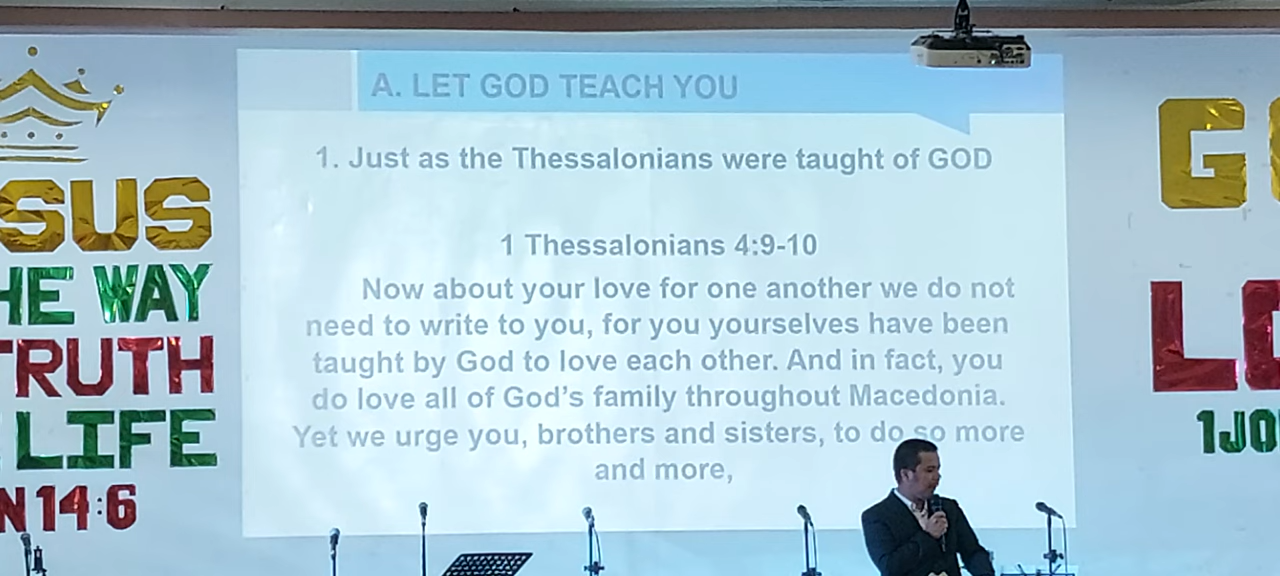 A. LET GOD TEACH YOU
1. Just as the Thessalonians were taught of GOD
1 Thessalonians 4:9-10
Now about your love for one another we do not
need to write to you, for you yourselves have been
taught by God to love each other. And in fact, you
do love all of God's family throughout Macedonia.
Yet we urge you, brothers and sisters, to do so more
and more,
SUS
HE WAY
TRUTH
LIFE
N 14:6
G
L
1JO